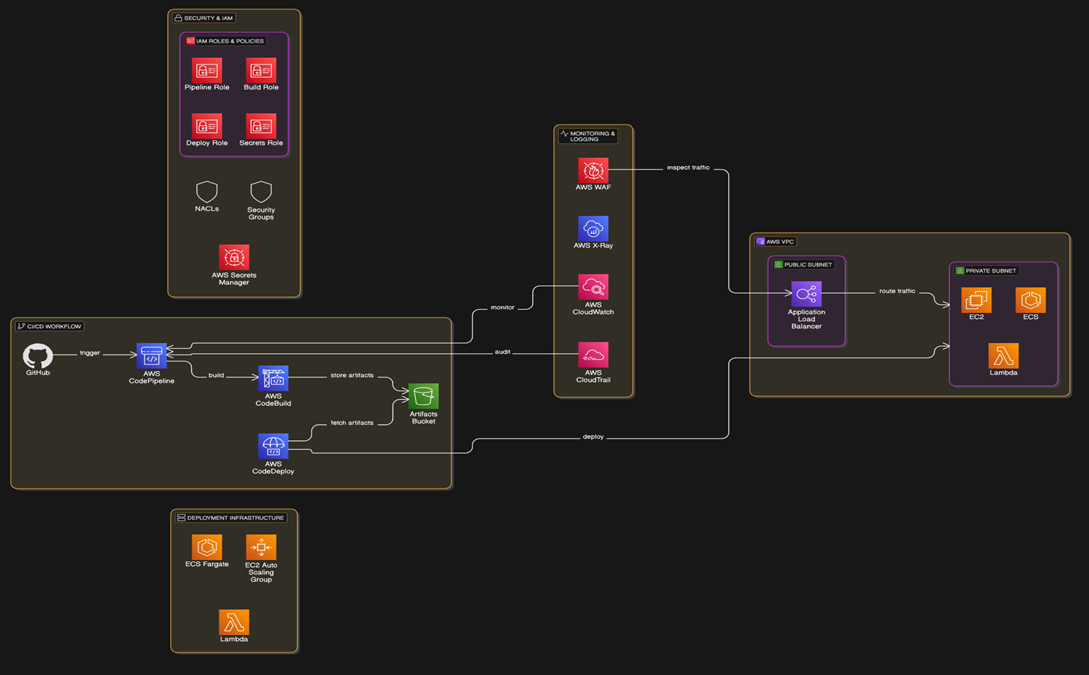 SECURITY & IAM
IAM ROLES & POLICIES
Pipeline Role
Build Role
Deploy Role
Secrets Role
NACLs
Security
Groups
AWS Secrets
Manager
CI/CD WORKFLOW
GitHub
trigger
AWS
CodePipeline
build
AWS
CodeBuild
store artifacts
fetch artifacts
Artifacts
Bucket
AWS
CodeDeploy
monitor
audit
deploy
MONITORING &
LOGGING
AWS WAF
AWS X-Ray
AWS
CloudWatch
AWS
CloudTrail
inspect traffic
AWS VPC
PUBLIC SUBNET
Application
Load
Balancer
route traffic
PRIVATE SUBNET
EC2
ECS
Lambda
DEPLOYMENT INFRASTRUCTURE
ECS Fargate
EC2 Auto
Scaling
Group
Lambda